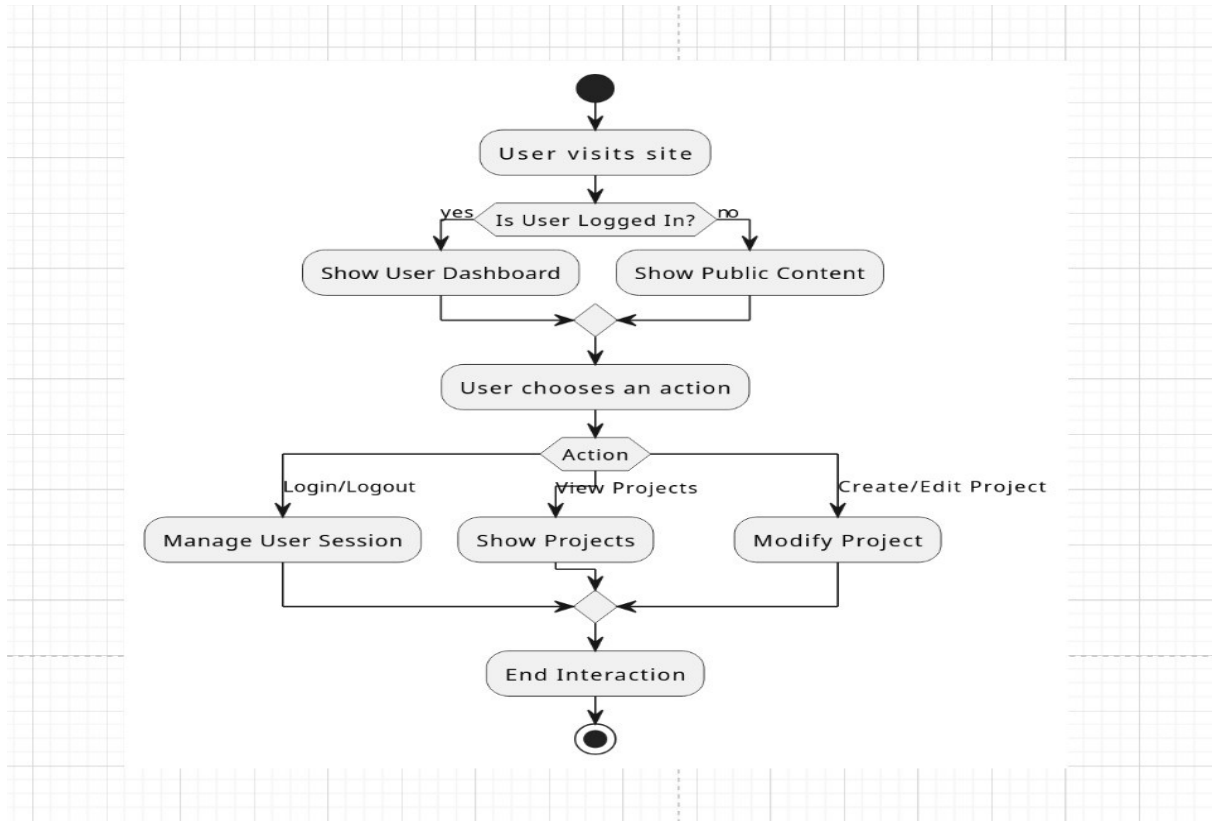 User visits site
yes
Is User Logged In?
no
Show User Dashboard
Show Public Content
User chooses an action
Action
Login/Logout
View Projects
Create/Edit Project
Manage User Session
Show Projects
Modify Project
End Interaction